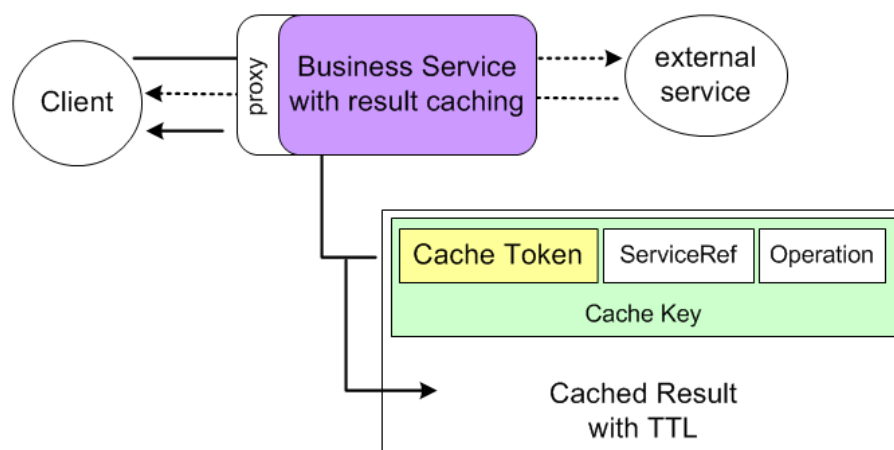 Client
proxy
Business Service
with result caching
external
service
Cache Token
ServiceRef
Operation
Cache Key
Cached Result
with TTL